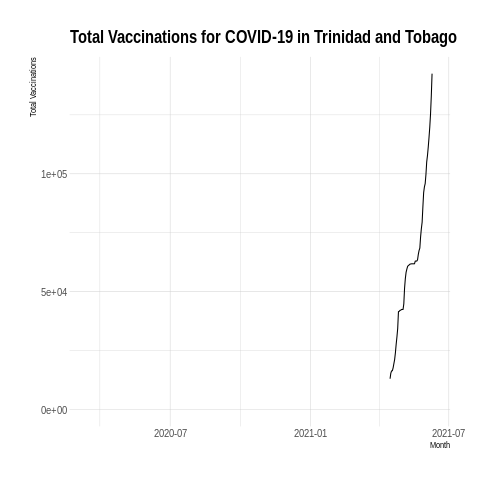 Total Vaccinations for COVID-19 in Trinidad and Tobago
Total Vaccinations
1e+05
5e+04
0e+00
2020-07 2021-01 2021-07
Month